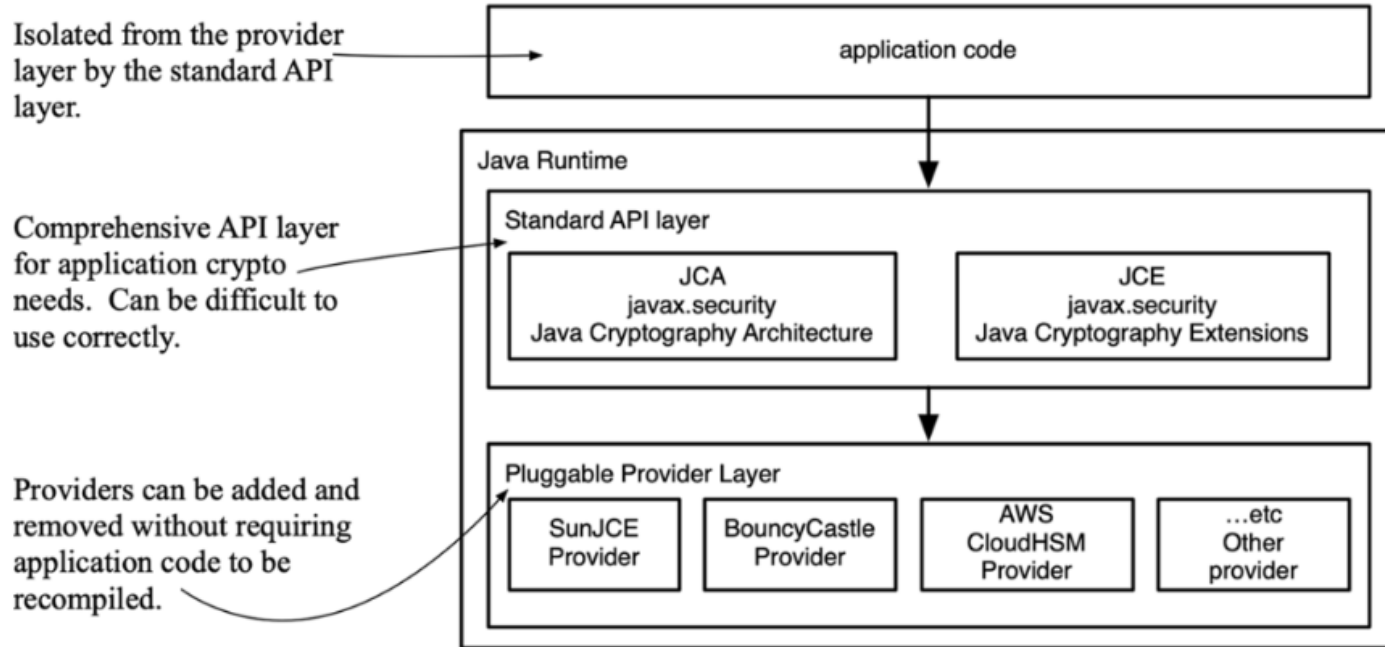 Isolated from the provider
layer by the standard API
layer.
application code
Java Runtime
Comprehensive API layer
for application crypto
needs. Can be difficult to
use correctly.
Standard API layer
JCA
javax.security
Java Cryptography Architecture
JCE
javax.security
Java Cryptography Extensions
Providers can be added and
removed without requiring
application code to be
recompiled.
Pluggable Provider Layer
SunJCE
Provider
BouncyCastle
Provider
AWS
CloudHSM
Provider
...etc
Other
provider